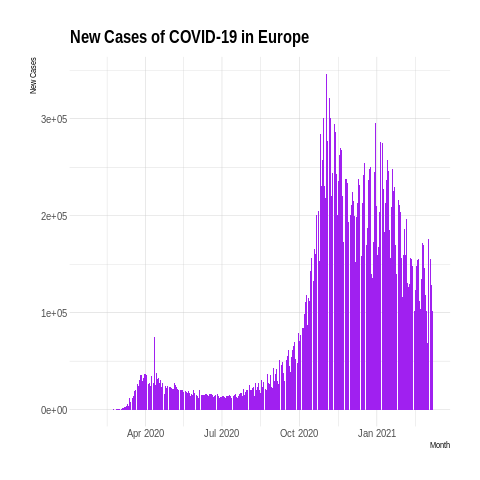 New Cases of COVID-19 in Europe
New Cases
3e+05
2e+05
1e+05
0e+00
Apr 2020 Jul 2020 Oct 2020 Jan 2021
Month